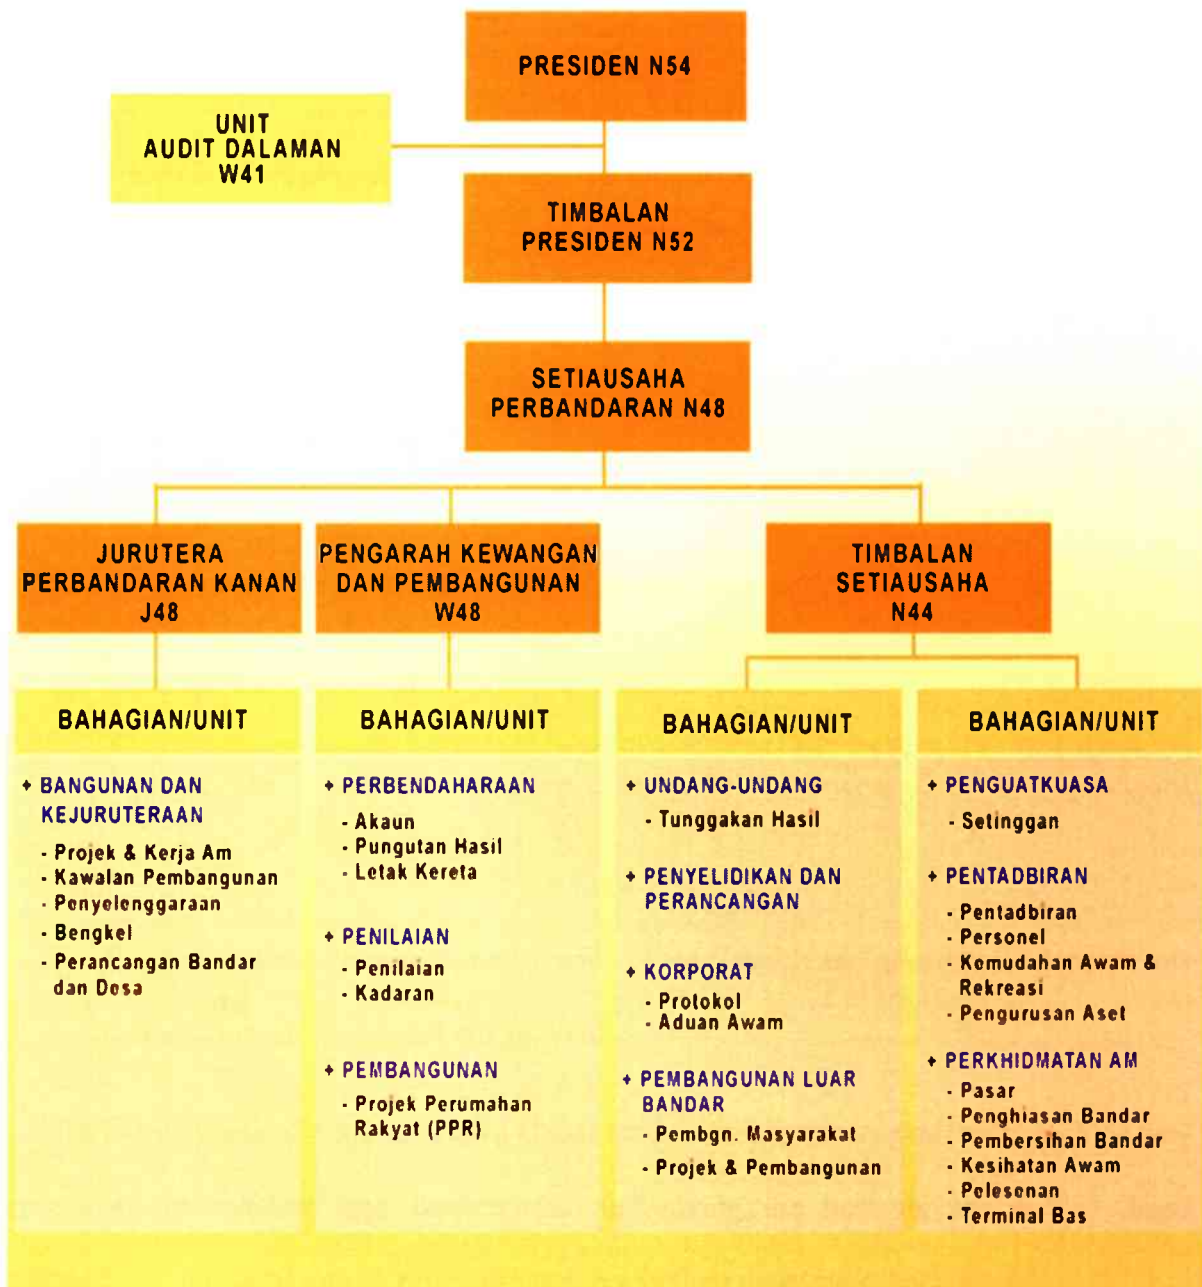 PRESIDEN N54
UNIT
AUDIT DALAMAN
W41
TIMBALAN
PRESIDEN N52
SETIAUSAHA
PERBANDARAN N48
JURUTERA
PERBANDARAN KANAN
J48
PENGARAH KEWANGAN
DAN PEMBANGUNAN
W48
TIMBALAN
SETIAUSAHA
N44
BAHAGIAN/UNIT
+ BANGUNAN DAN
KEJURUTERAAN
- Projek & Kerja Am
- Kawalan Pembangunan
- Penyelenggaraan
- Bengkel
- Perancangan Bandar
dan Desa
BAHAGIAN/UNIT
+ PERBENDAHARAAN
- Akaun
- Pungutan Hasil
- Letak Kereta
+ PENILAIAN
- Penilaian
- Kadaran
+ PEMBANGUNAN
- Projek Perumahan
Rakyat (PPR)
BAHAGIAN/UNIT
+ UNDANG-UNDANG
- Tunggakan Hasil
+ PENYELIDIKAN DAN
PERANCANGAN
+ KORPORAT
- Protokol
- Aduan Awam
+ PEMBANGUNAN LUAR
BANDAR
- Pembgn. Masyarakat
- Projek & Pembangunan
BAHAGIAN/UNIT
+ PENGUATKUASA
- Setinggan
+ PENTADBIRAN
- Pentadbiran
- Personel
- Kemudahan Awam &
Rekreasi
- Pengurusan Aset
+ PERKHIDMATAN AM
- Pasar
- Penghiasan Bandar
- Pembersihan Bandar
- Kesihatan Awam
- Pelesenan
- Terminal Bas